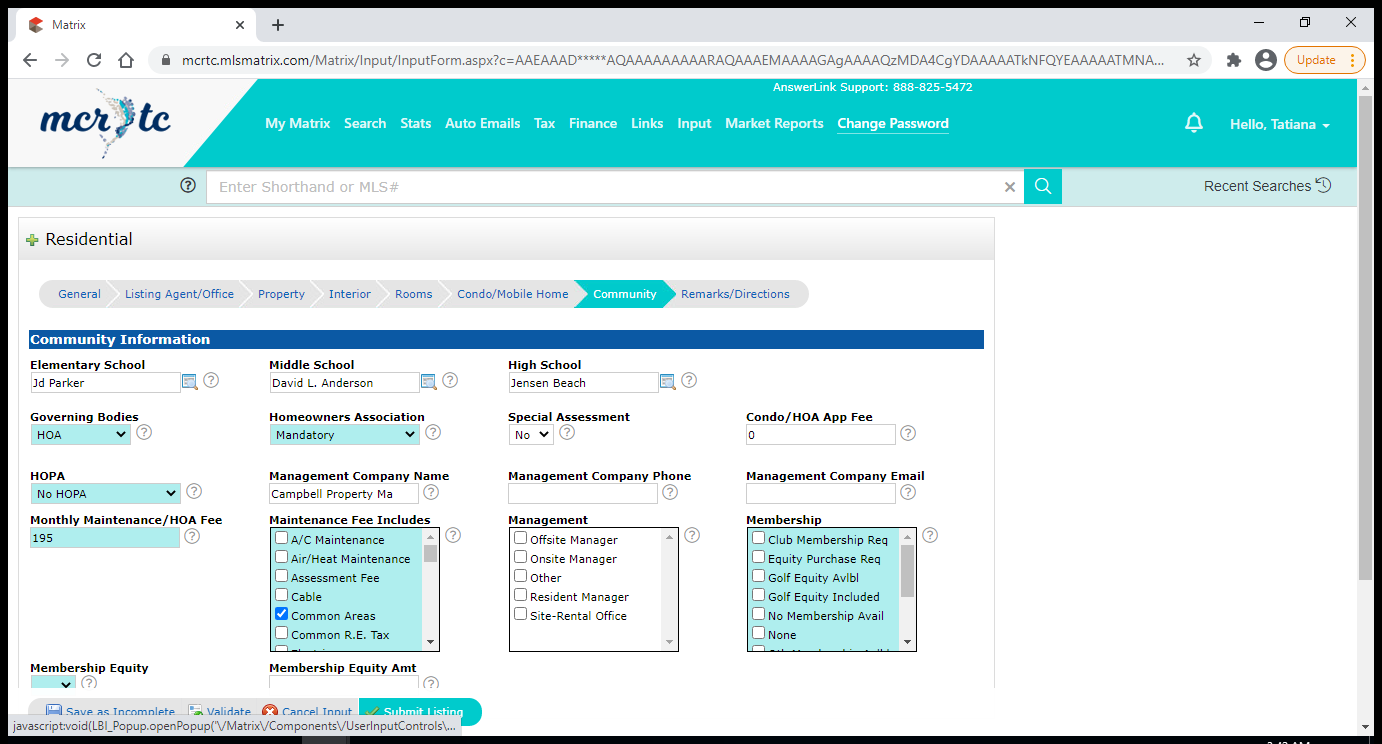 Matrix
mcrtc.mlsmatrix.com/Matrix/Input/InputForm.aspx?c=AAEAAAD*****AQAAAAAAAAARAQAAAEMAAAAGAgAAAAQzMDA4CgYDAAAAATkNFQYEAAAAATMNA...
Update
AnswerLink Support: 888-825-5472
mcrtc
My Matrix Search Stats Auto Emails Tax Finance Links Input Market Reports Change Password
Hello, Tatiana
Enter Shorthand or MLS#
Recent Searches
Residential
General Listing Agent/Office Property Interior Rooms Condo/Mobile Home Community Remarks/Directions
Community Information
Elementary School Middle School High School
Jd Parker David L. Anderson Jensen Beach
Governing Bodies Homeowners Association Special Assessment Condo/HOA App Fee
HOA Mandatory No 0
HOPA Management Company Name Management Company Phone Management Company Email
No HOPA Campbell Property Ma
Monthly Maintenance/HOA Fee Maintenance Fee Includes Management Membership
195
A/C Maintenance
Air/Heat Maintenance
Assessment Fee
Cable
Common Areas
Common R.E. Tax
Offsite Manager
Onsite Manager
Other
Resident Manager
Site-Rental Office
Club Membership Req
Equity Purchase Req
Golf Equity Avlbl
Golf Equity Included
No Membership Avail
None
Membership Equity Membership Equity Amt
Save as Incomplete Validate Cancel Input Submit Listing
javascript:void(LBI_Popup.openPopup('\/Matrix\/Components\/UserInputControls\...